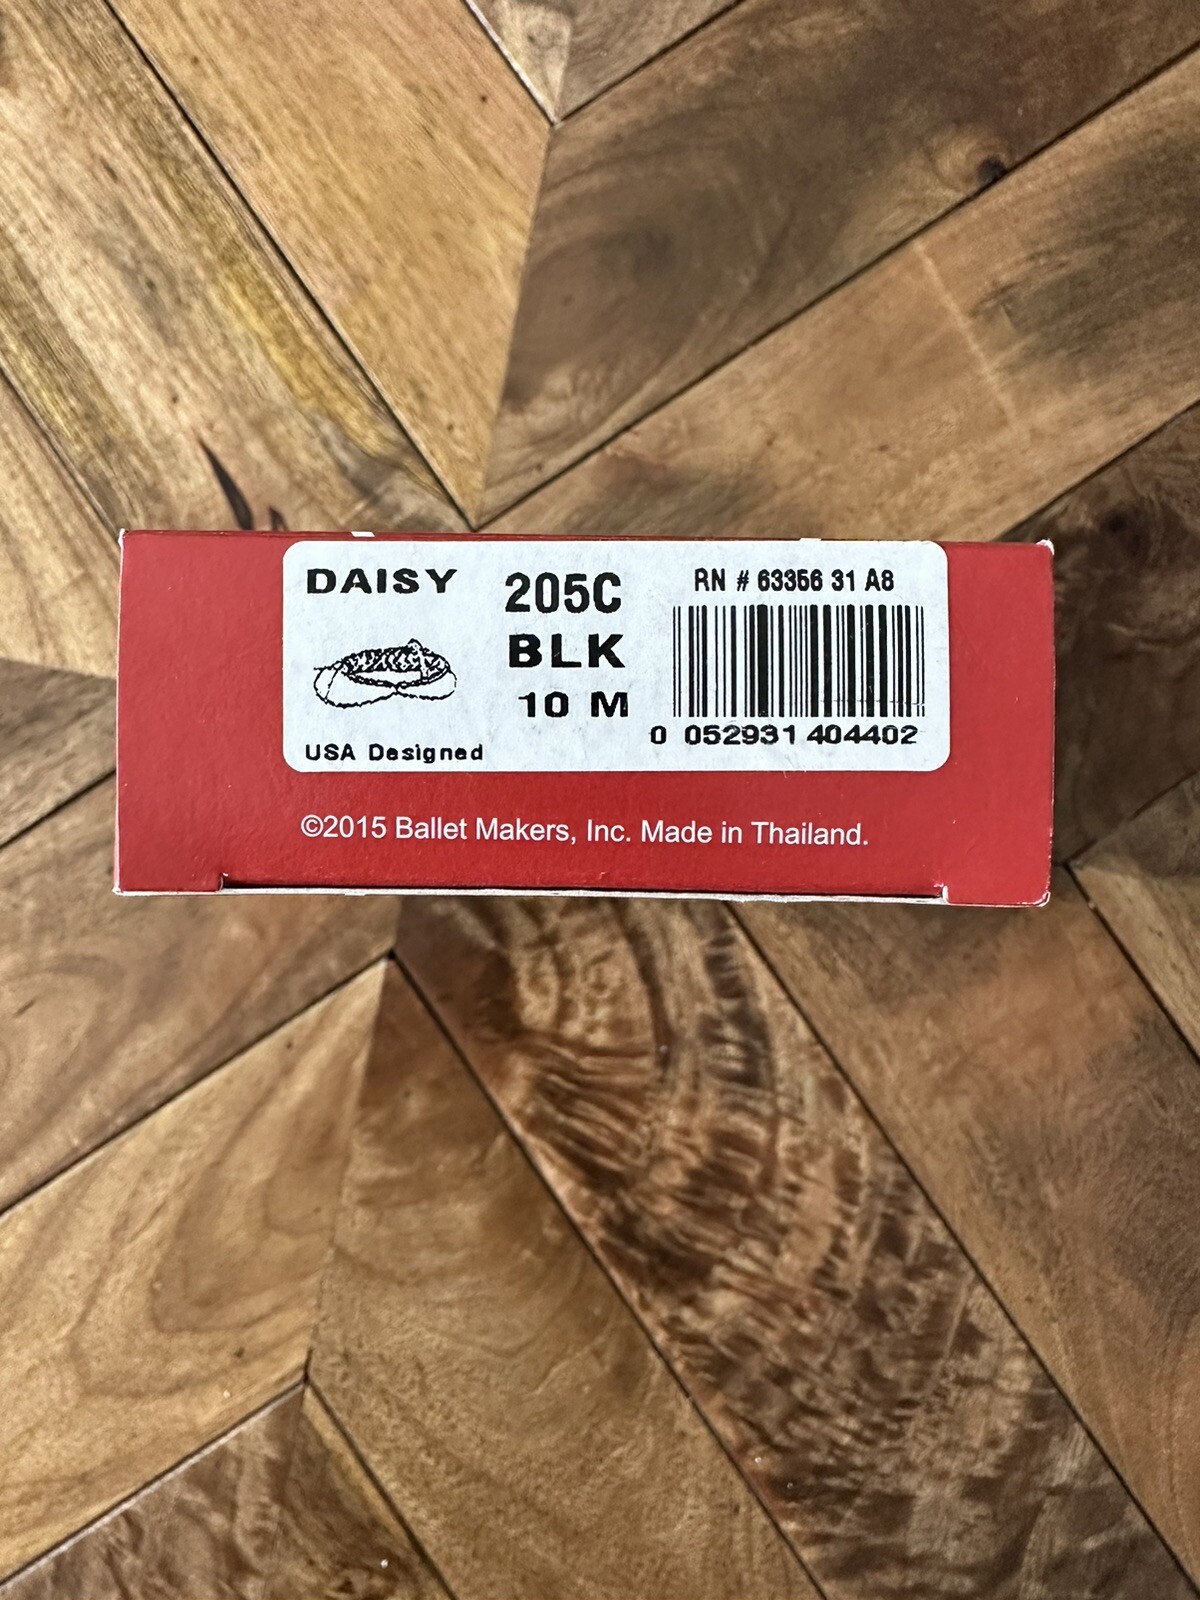 DAISY
205C
BLK
10 M
RN # 63356 31 A8
0 052931 404402
USA Designed
©2015 Ballet Makers, Inc. Made in Thailand.